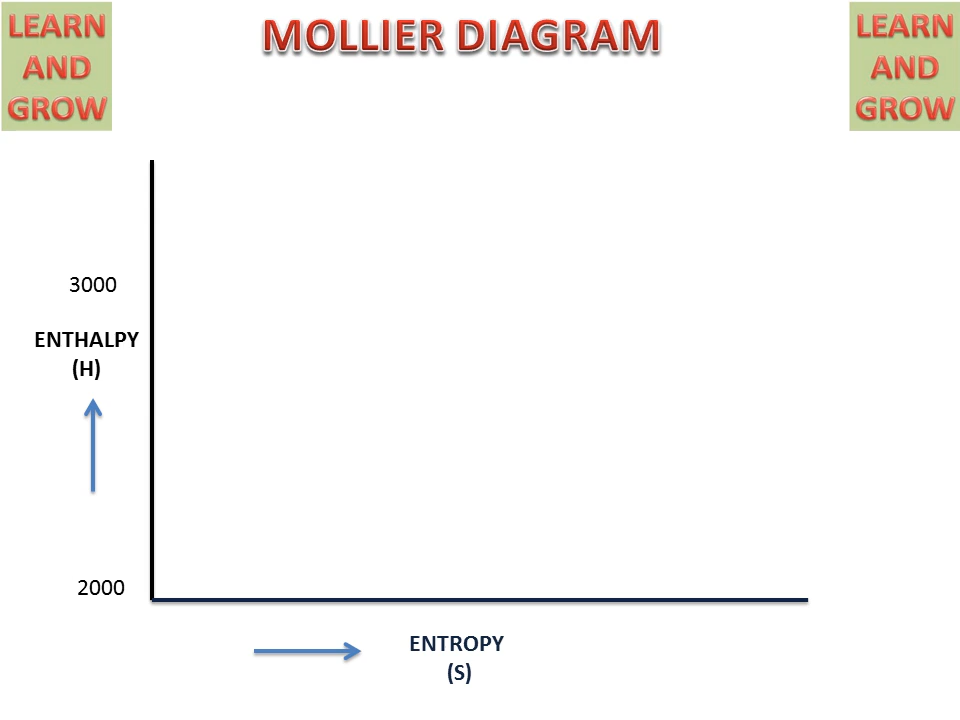 LEARN
AND
GROW
MOLLIER DIAGRAM
LEARN
AND
GROW
3000
ENTHALPY
(H)
2000
ENTROPY
(S)